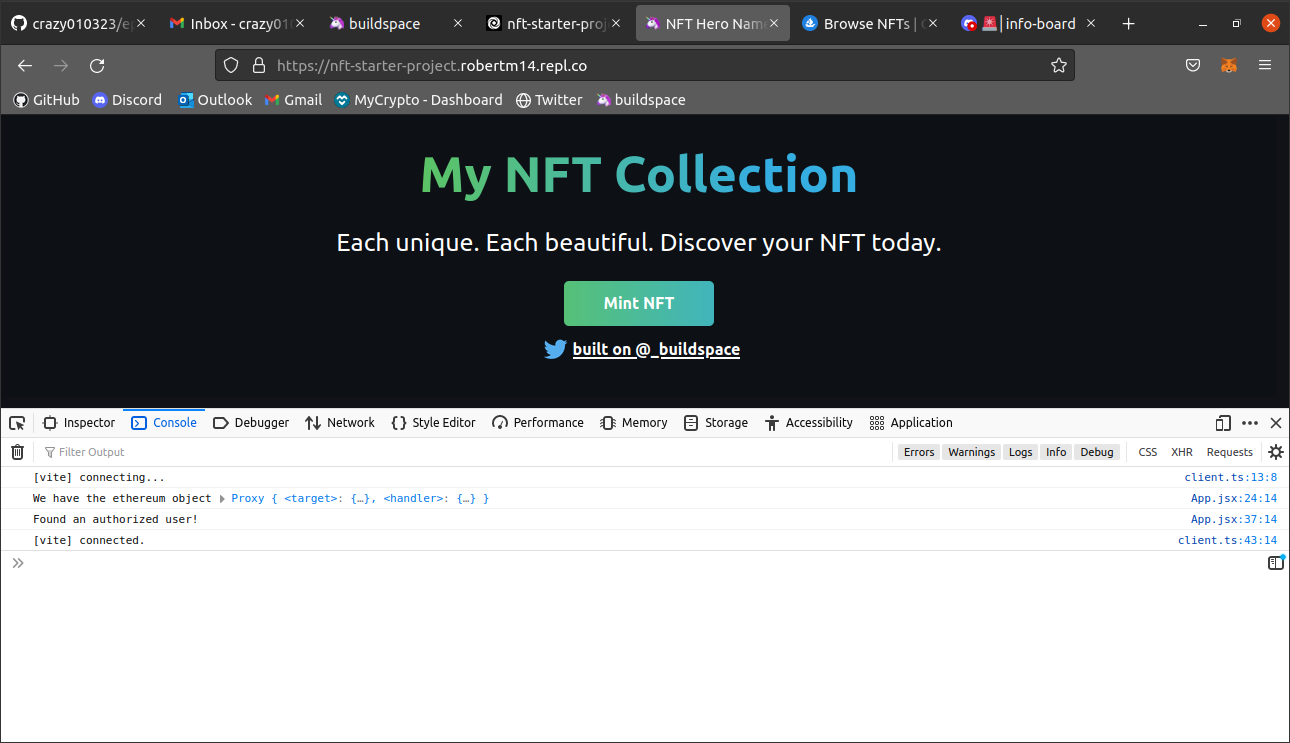 crazy010323/e
Inbox - crazy01
buildspace
nft-starter-proj
NFT Hero Name
Browse NFTs |
info-board
https://nft-starter-project.robertm14.repl.co
GitHub Discord Outlook Gmail MyCrypto - Dashboard Twitter buildspace
My NFT Collection
Each unique. Each beautiful. Discover your NFT today.
Mint NFT
built on @_buildspace
Inspector Console Debugger Network Style Editor Performance Memory Storage Accessibility Application
Filter Output Errors Warnings Logs Info Debug CSS XHR Requests
[vite] connecting... client.ts:13:8
We have the ethereum object Proxy { <target>: {…}, <handler>: {…} } App.jsx:24:14
Found an authorized user! App.jsx:37:14
[vite] connected. client.ts:43:14